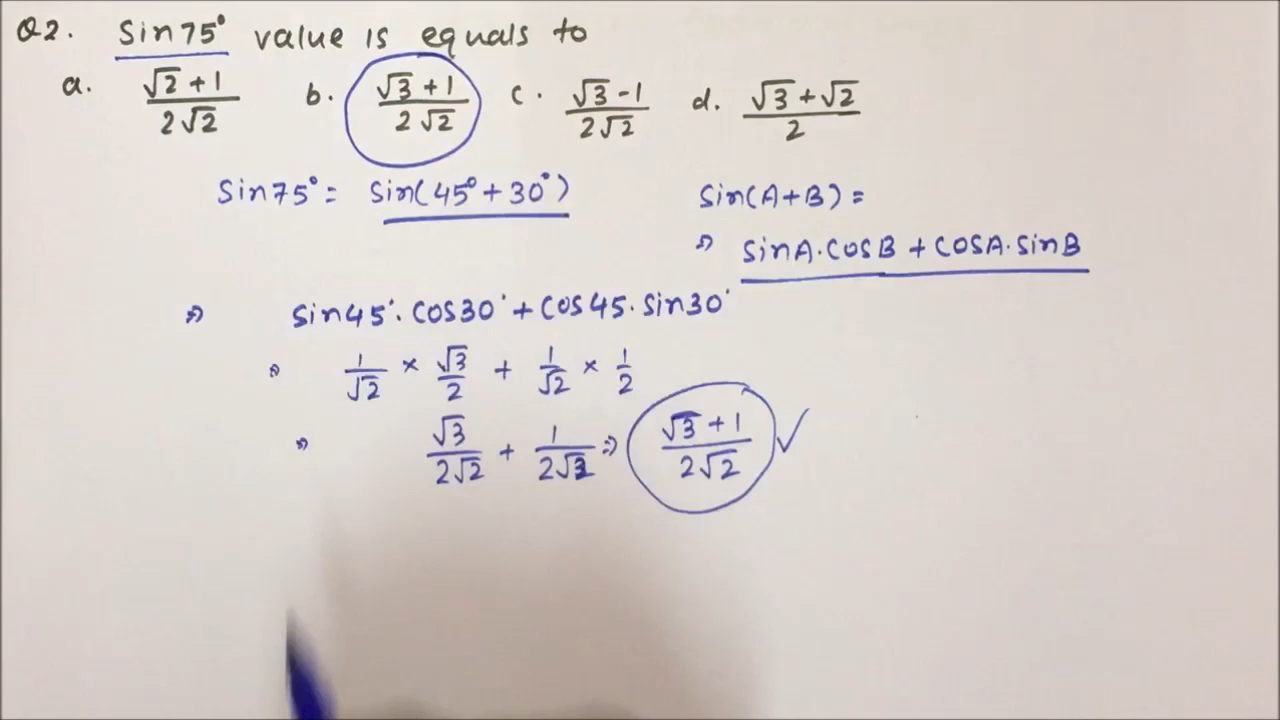 Q2. Sin75° value is equals to
a. (√2 + 1)/(2√2) b. (√3 + 1)/(2√2) c. (√3 - 1)/(2√2) d. (√3 + √2)/2
Sin75° = Sin(45° + 30°)
Sin(A+B) =
⇒ SinA.COSB + COSA.SinB
⇒ Sin45°.COS30° + COS45.Sin30°
⇒ 1/√2 × √3/2 + 1/√2 × 1/2
⇒ √3/(2√2) + 1/(2√2) ⇒ (√3 + 1)/(2√2) ✓